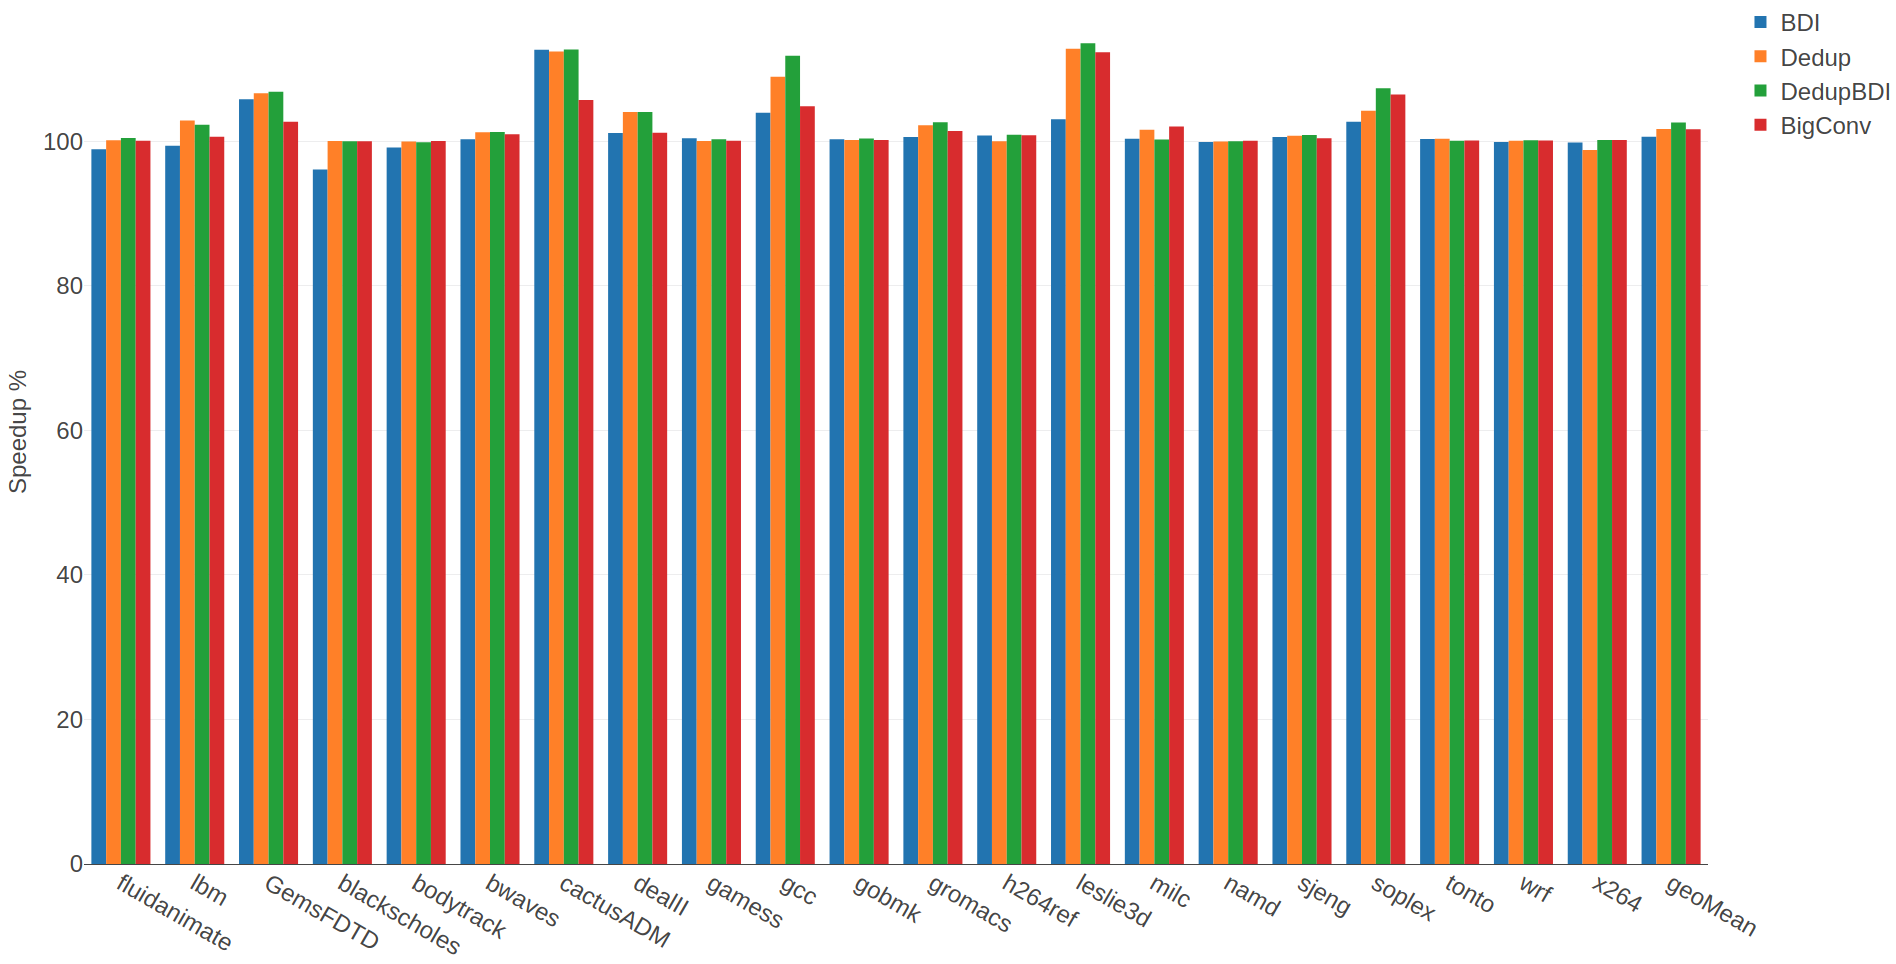 BDI
Dedup
DedupBDI
BigConv
Speedup %
100
80
60
40
20
0
fluidanimate
lbm
GemsFDTD
blackscholes
bodytrack
bwaves
cactusADM
dealII
gamess
gcc
gobmk
gromacs
h264ref
leslie3d
milc
namd
sjeng
soplex
tonto
wrf
x264
geoMean